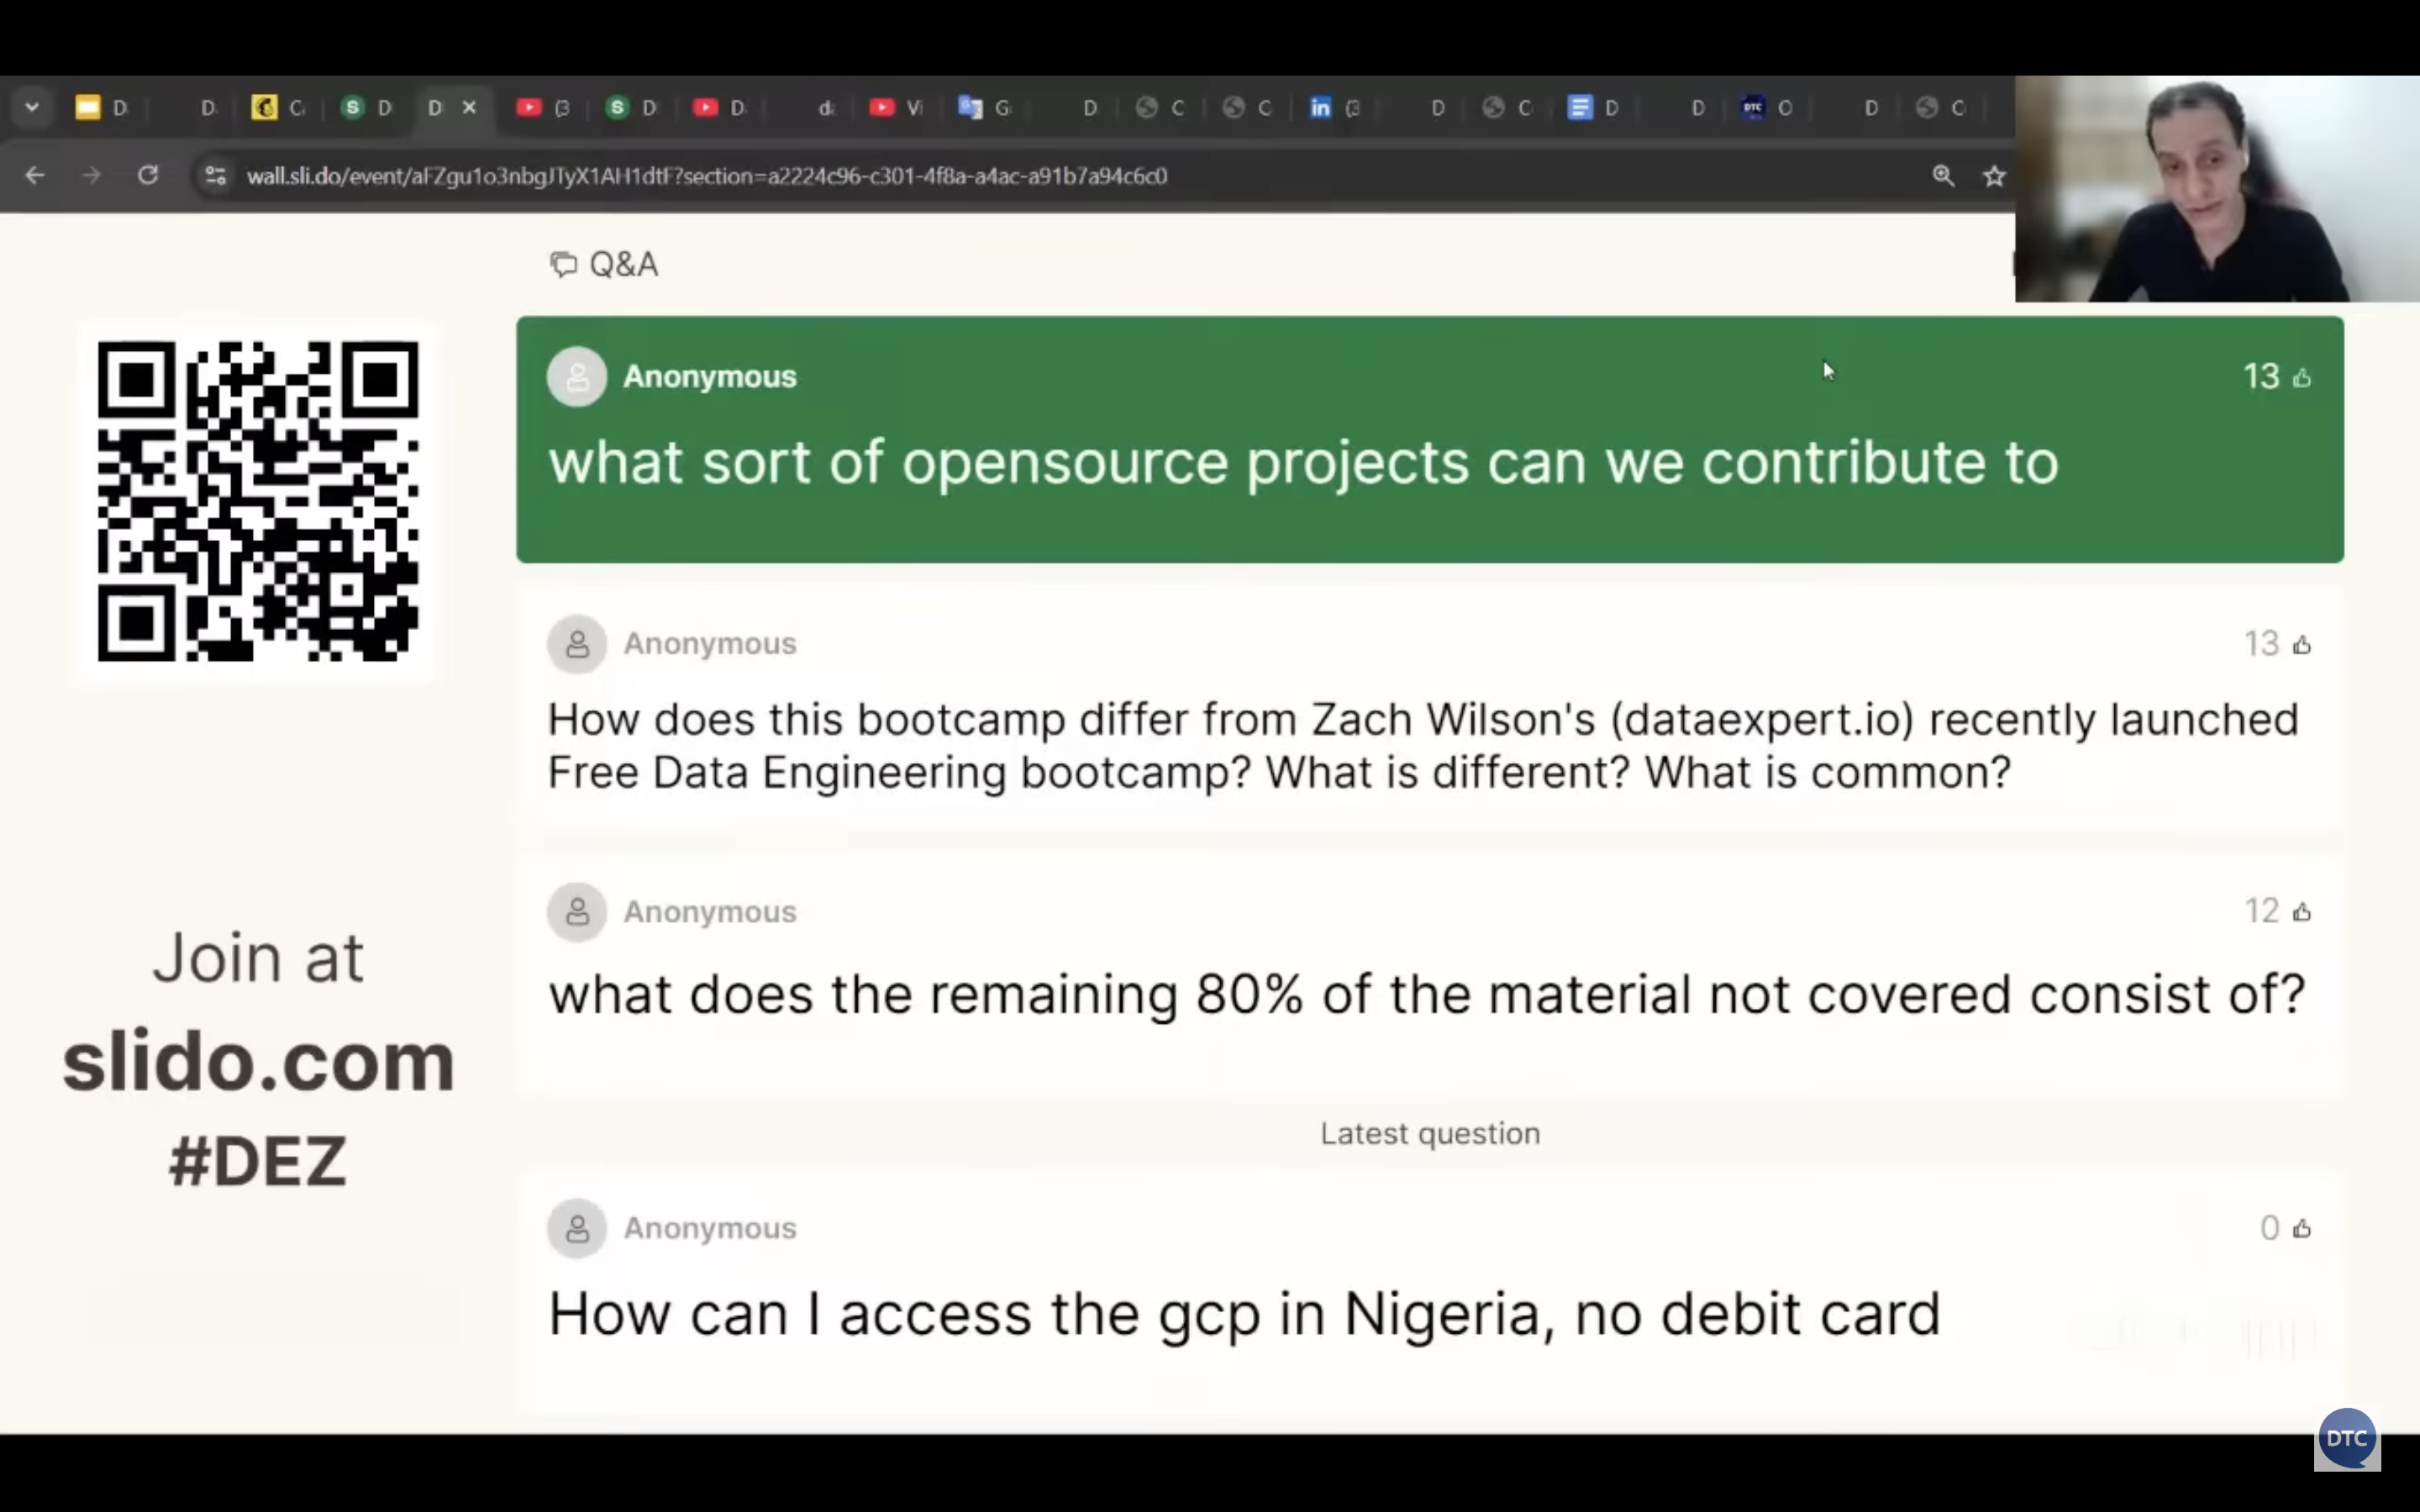 D
D
C
S
D
D
(3
S
D
D
d
Vi
G
D
C
C
in
(3
D
C
D
D
DTC
O
D
C
wall.sli.do/event/aFZgu1o3nbgJTyX1AH1dtF?section=a2224c96-c301-4f8a-a4ac-a91b7a94c6c0
Q&A
Anonymous
13
what sort of opensource projects can we contribute to
Anonymous
13
How does this bootcamp differ from Zach Wilson's (dataexpert.io) recently launched
Free Data Engineering bootcamp? What is different? What is common?
Anonymous
12
what does the remaining 80% of the material not covered consist of?
Join at
slido.com
#DEZ
Latest question
Anonymous
0
How can I access the gcp in Nigeria, no debit card
DTC